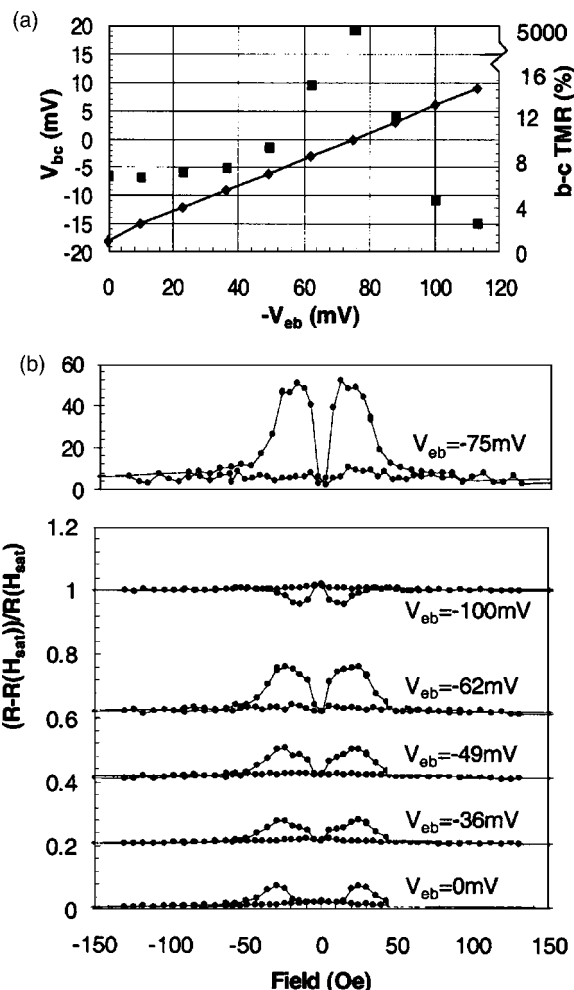 (a)
20
15
10
5
0
-5
-10
-15
-20
V_bc (mV)
5000
16
12
8
4
0
b-c TMR (%)
0 20 40 60 80 100 120
-V_eb (mV)
(b)
60
40
20
0
V_eb=-75mV
1.2
1
0.8
0.6
0.4
0.2
0
(R-R(H_sat))/R(H_sat)
V_eb=-100mV
V_eb=-62mV
V_eb=-49mV
V_eb=-36mV
V_eb=0mV
-150 -100 -50 0 50 100 150
Field (Oe)